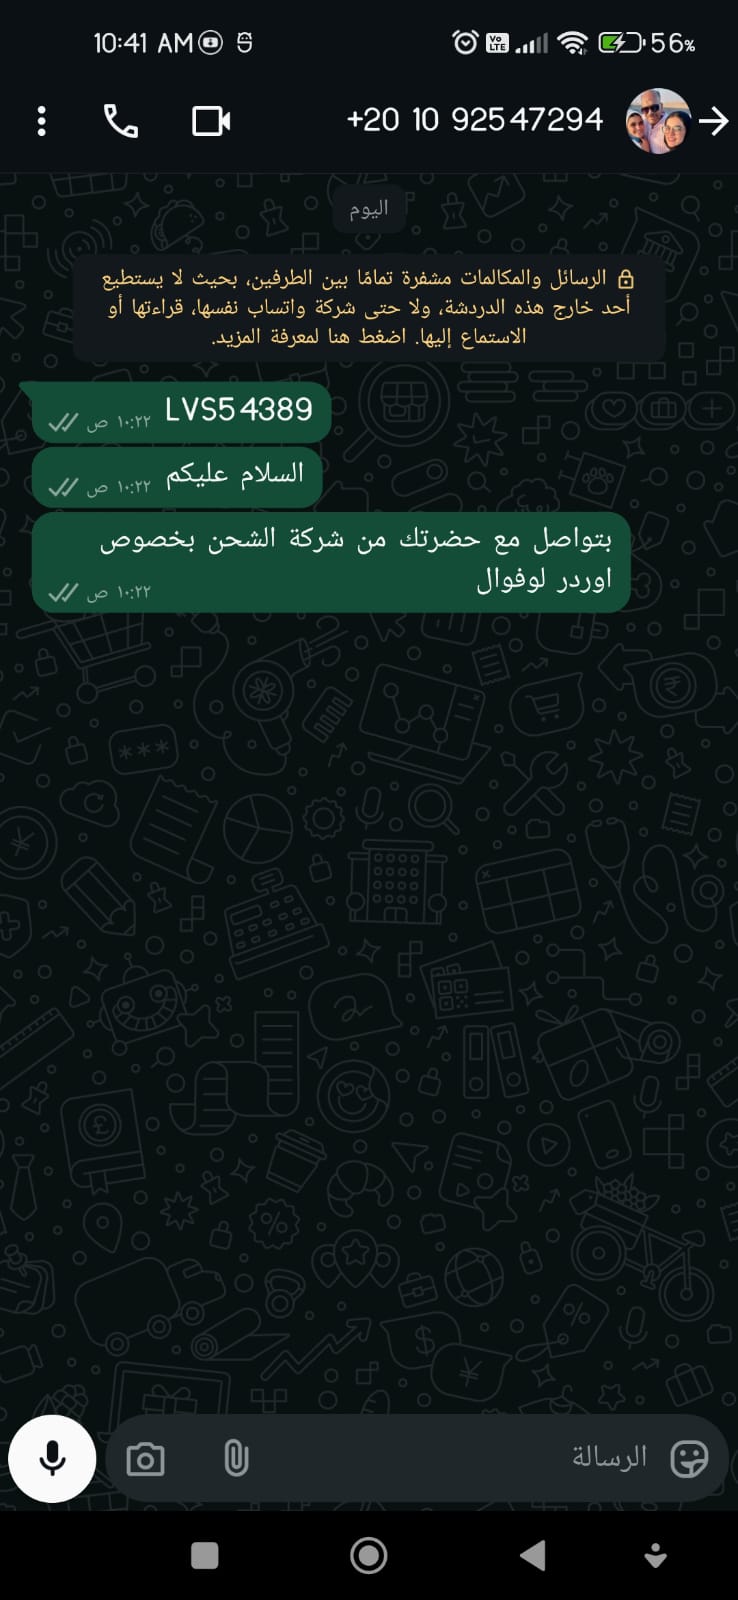 10:41 AM
Vo LTE
56%
+20 10 92547294
اليوم
الرسائل والمكالمات مشفرة تمامًا بين الطرفين، بحيث لا يستطيع
أحد خارج هذه الدردشة، ولا حتى شركة واتساب نفسها، قراءتها أو
الاستماع إليها. اضغط هنا لمعرفة المزيد.
LVS54389
١٠:٢٢ ص
السلام عليكم
١٠:٢٢ ص
بتواصل مع حضرتك من شركة الشحن بخصوص
اوردر لوفوال
١٠:٢٢ ص
الرسالة